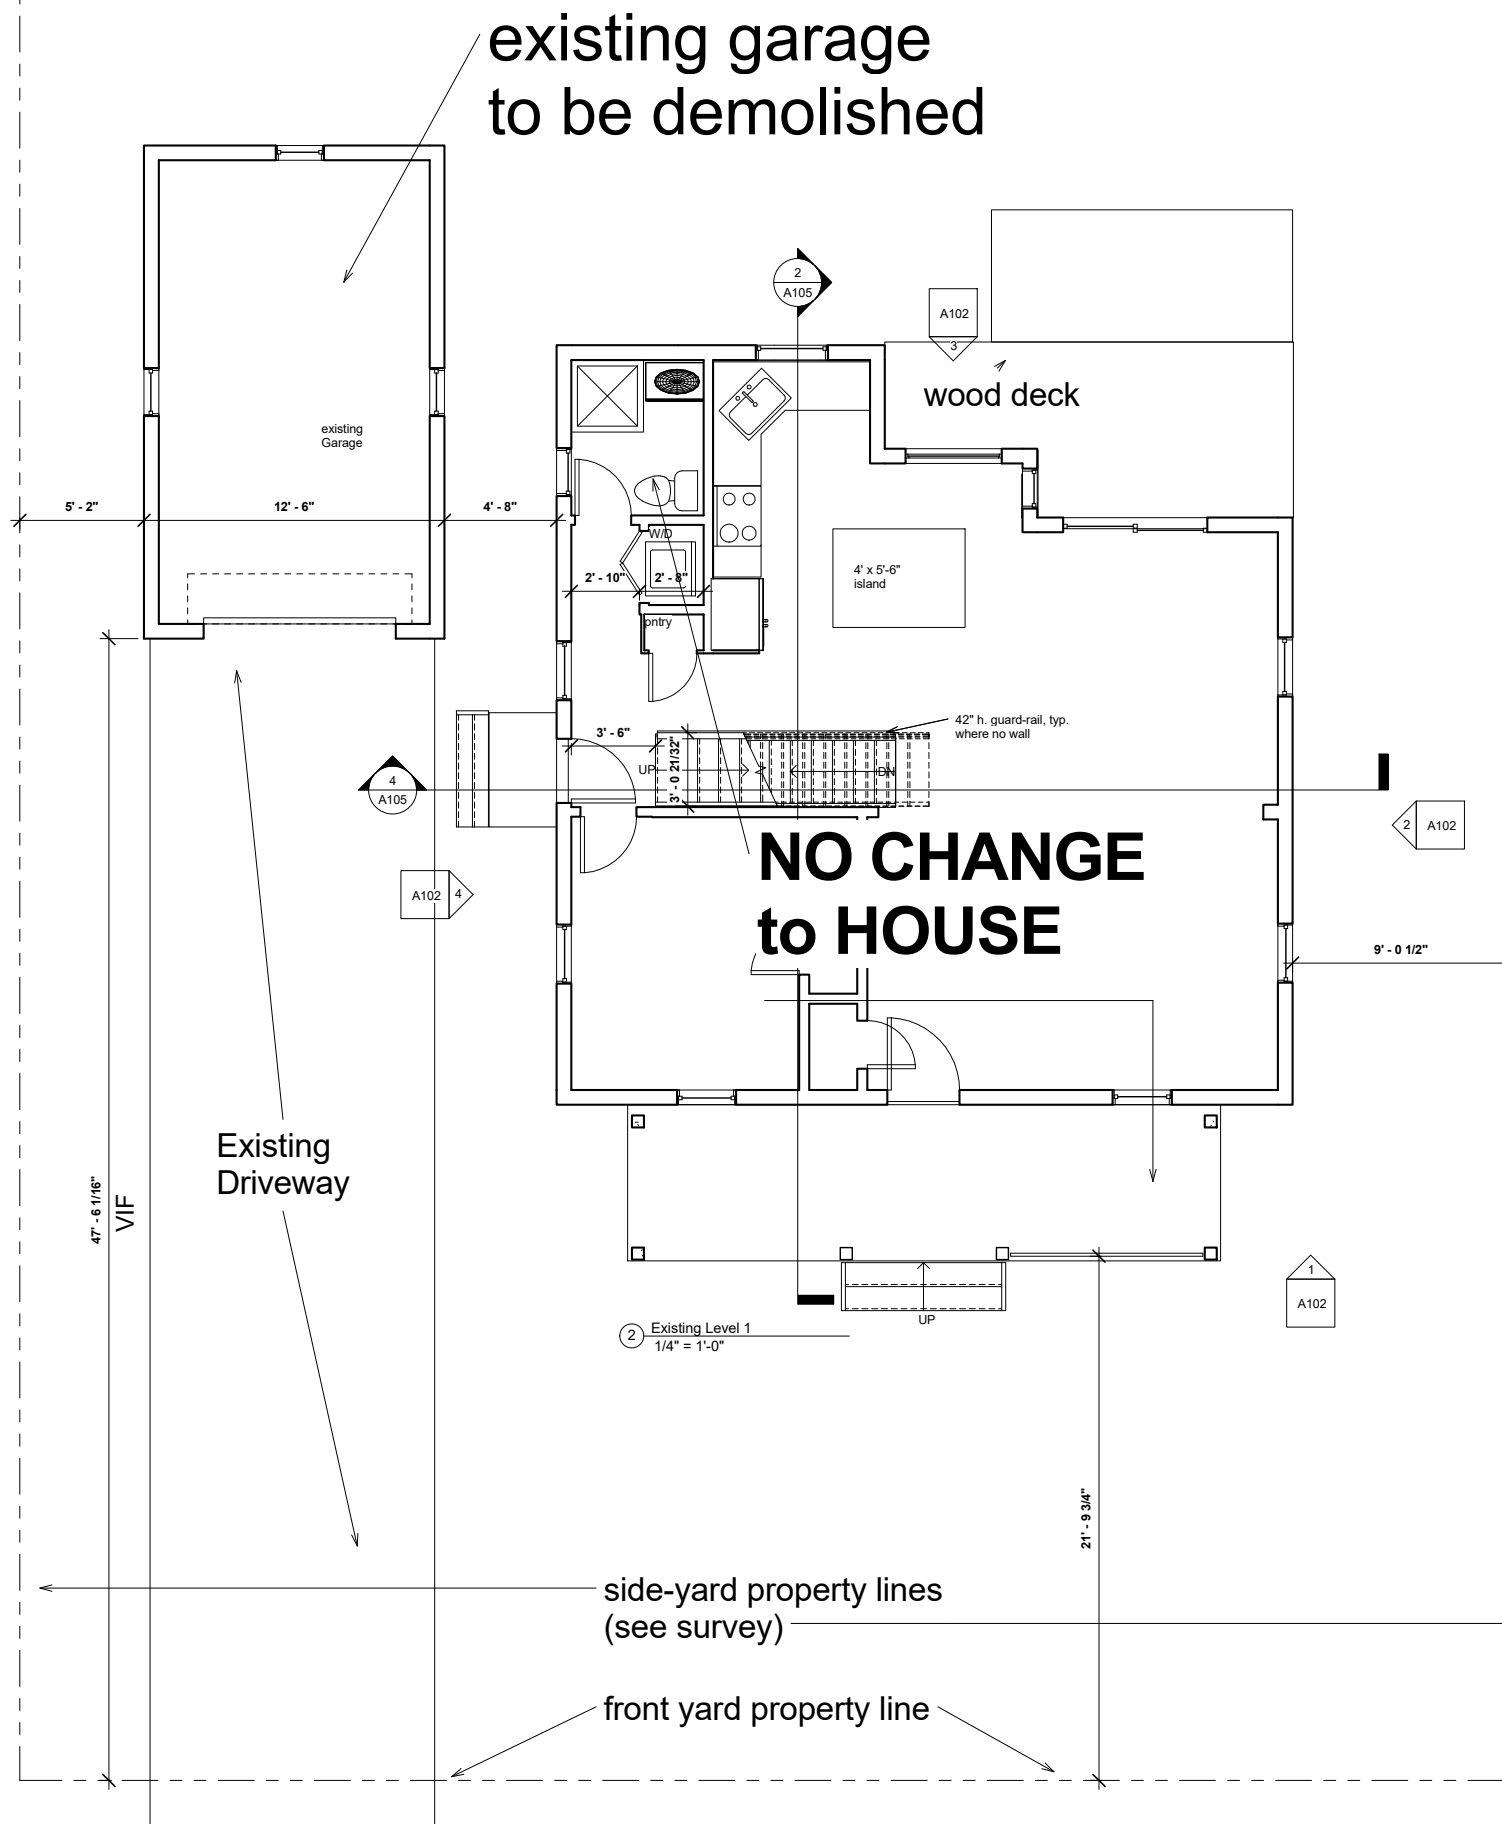 existing garage
to be demolished
2
A105
A102
3
wood deck
existing
Garage
5' - 2"
12' - 6"
4' - 8"
W/D
2' - 10"
2' - 8"
4' x 5'-6"
island
pntry
42" h. guard-rail, typ.
where no wall
3' - 6"
UP
3' - 0 21/32"
DN
4
A105
2
A102
NO CHANGE
to HOUSE
A102
4
9' - 0 1/2"
Existing
Driveway
47' - 6 1/16"
VIF
1
A102
UP
2
Existing Level 1
1/4" = 1'-0"
21' - 9 3/4"
side-yard property lines
(see survey)
front yard property line